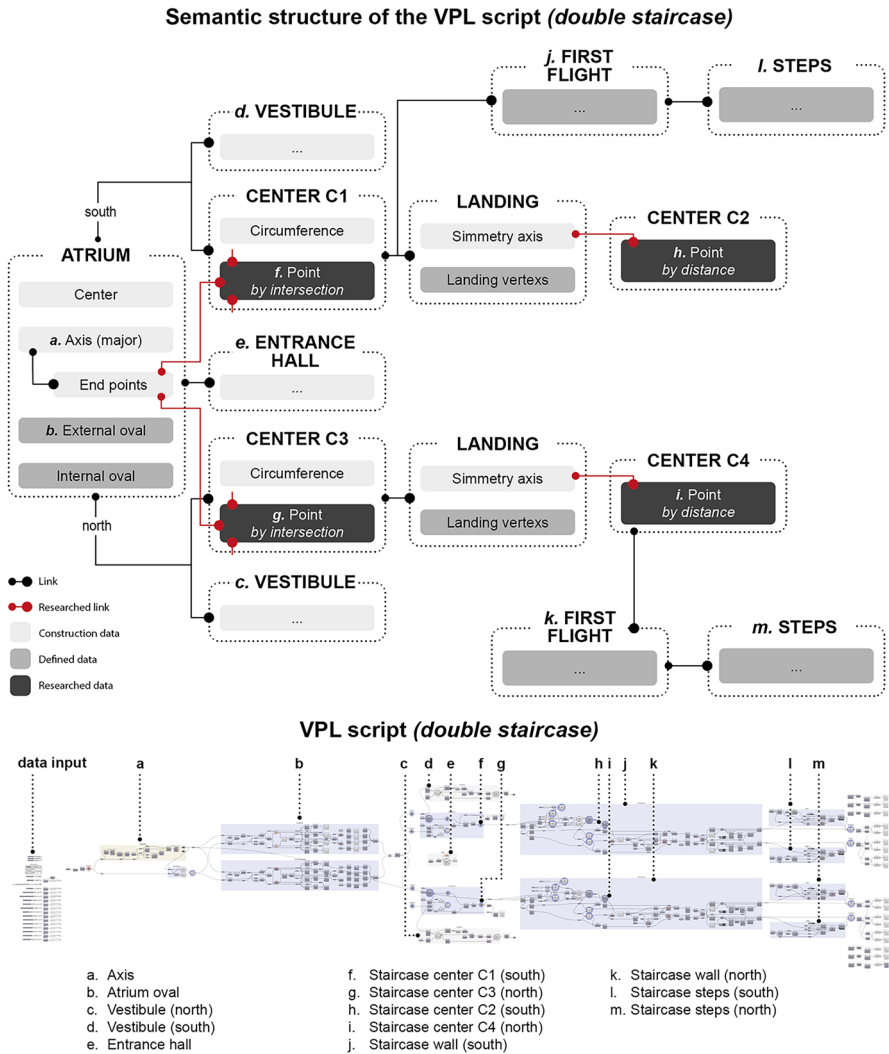 Semantic structure of the VPL script (double staircase)
j. FIRST
FLIGHT
...
l. STEPS
...
d. VESTIBULE
...
south
CENTER C1
Circumference
f. Point
by intersection
LANDING
Simmetry axis
Landing vertexs
CENTER C2
h. Point
by distance
ATRIUM
Center
a. Axis (major)
End points
b. External oval
Internal oval
e. ENTRANCE
HALL
...
CENTER C3
Circumference
g. Point
by intersection
LANDING
Simmetry axis
Landing vertexs
CENTER C4
i. Point
by distance
north
c. VESTIBULE
...
k. FIRST
FLIGHT
...
m. STEPS
...
Link
Researched link
Construction data
Defined data
Researched data
VPL script (double staircase)
data input a b c d e f g h i j k l m
a. Axis
b. Atrium oval
c. Vestibule (north)
d. Vestibule (south)
e. Entrance hall
f. Staircase center C1 (south)
g. Staircase center C3 (north)
h. Staircase center C2 (south)
i. Staircase center C4 (north)
j. Staircase wall (south)
k. Staircase wall (north)
l. Staircase steps (south)
m. Staircase steps (north)